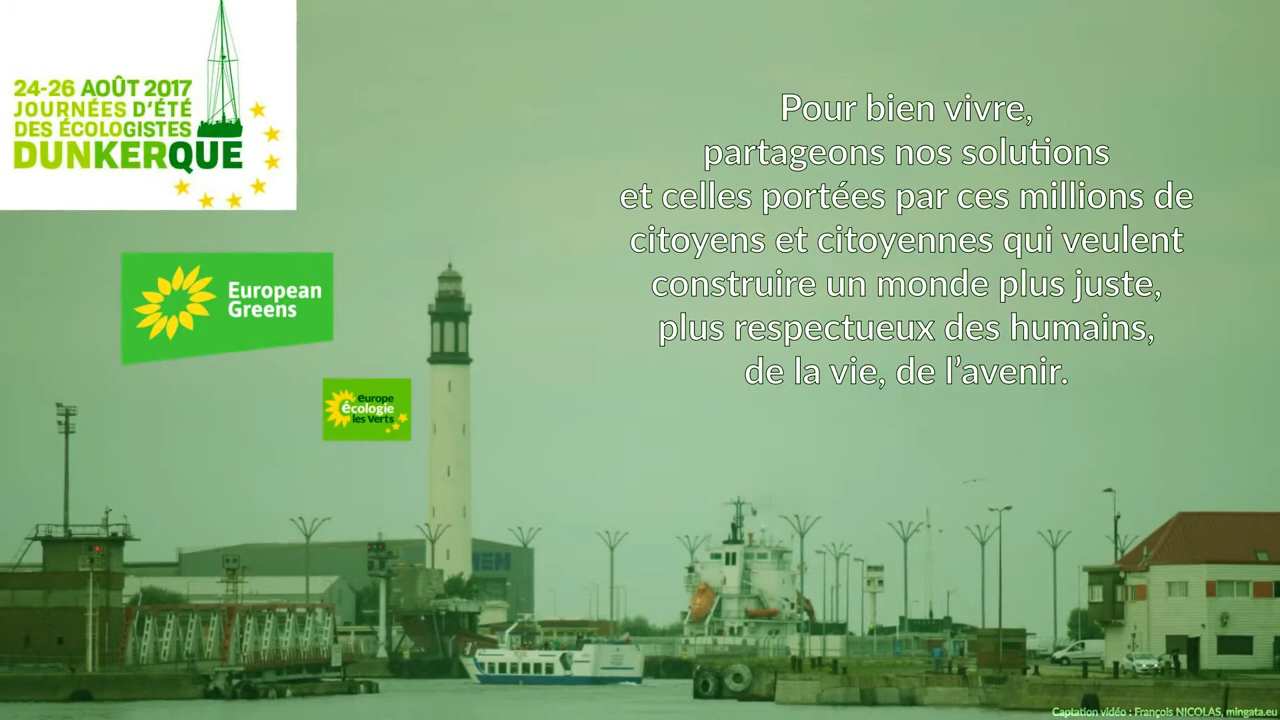 24-26 AOÛT 2017
JOURNÉES D'ÉTÉ
DES ÉCOLOGISTES
DUNKERQUE
Pour bien vivre,
partageons nos solutions
et celles portées par ces millions de
citoyens et citoyennes qui veulent
construire un monde plus juste,
plus respectueux des humains,
de la vie, de l’avenir.
European
Greens
europe
écologie
les Verts
Captation vidéo : François NICOLAS, mingata.eu